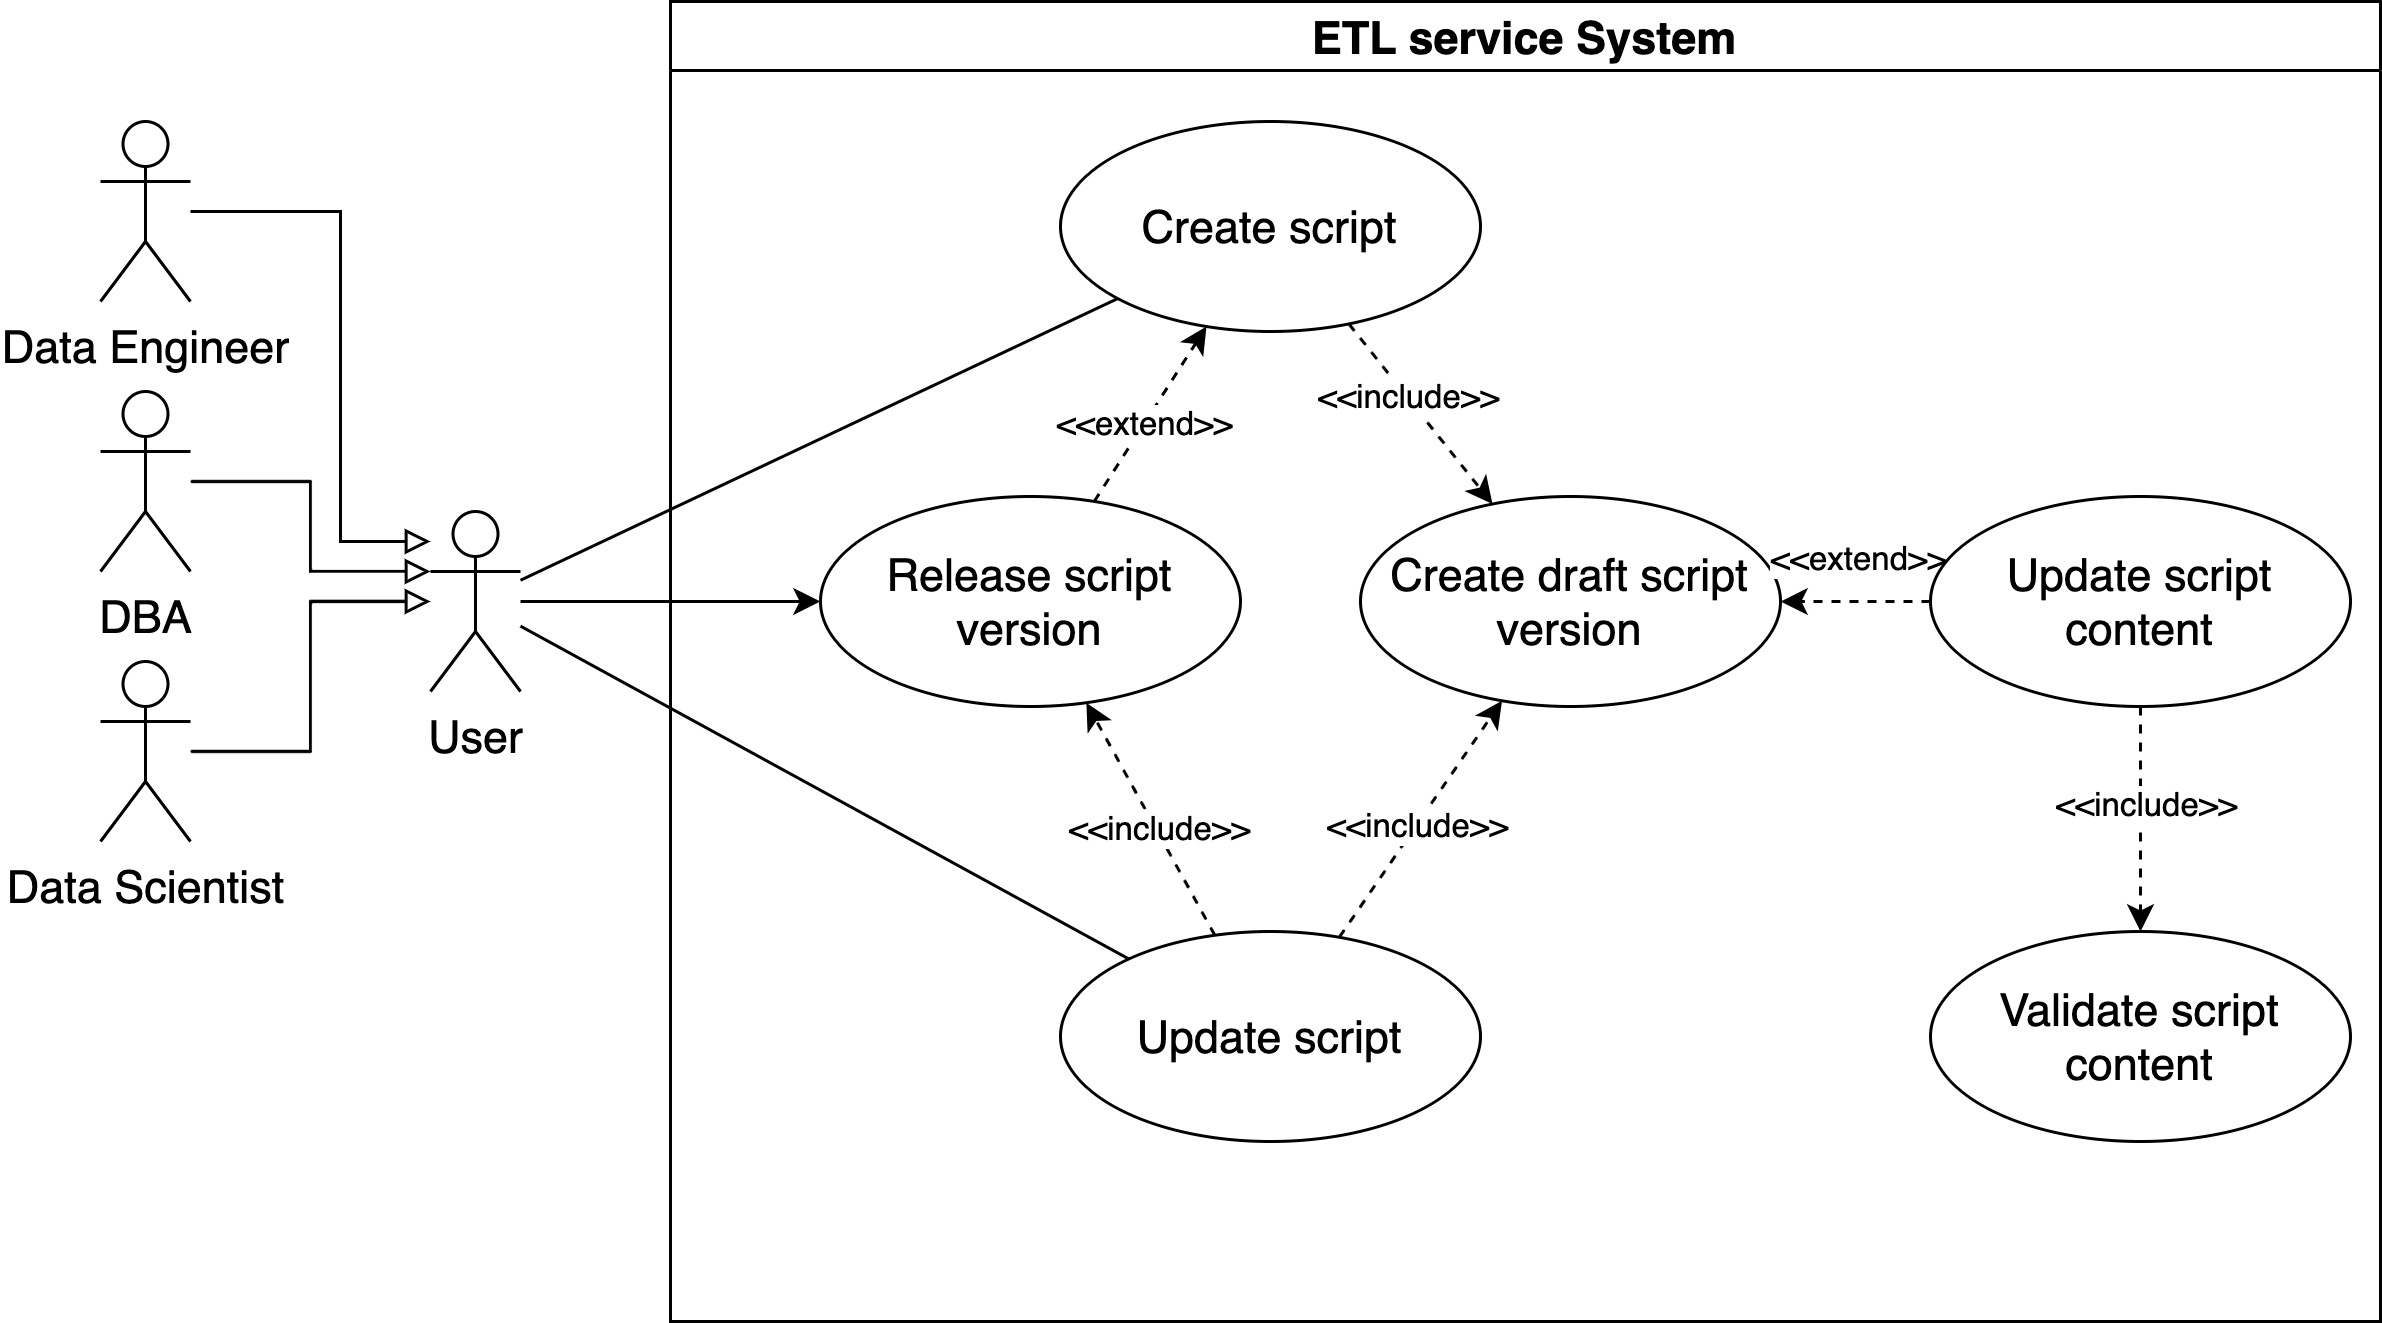 ETL service System
Data Engineer
DBA
Data Scientist
User
Create script
<<extend>>
<<include>>
Release script
version
Create draft script
version
<<extend>>
Update script
content
<<include>>
<<include>>
<<include>>
Update script
Validate script
content